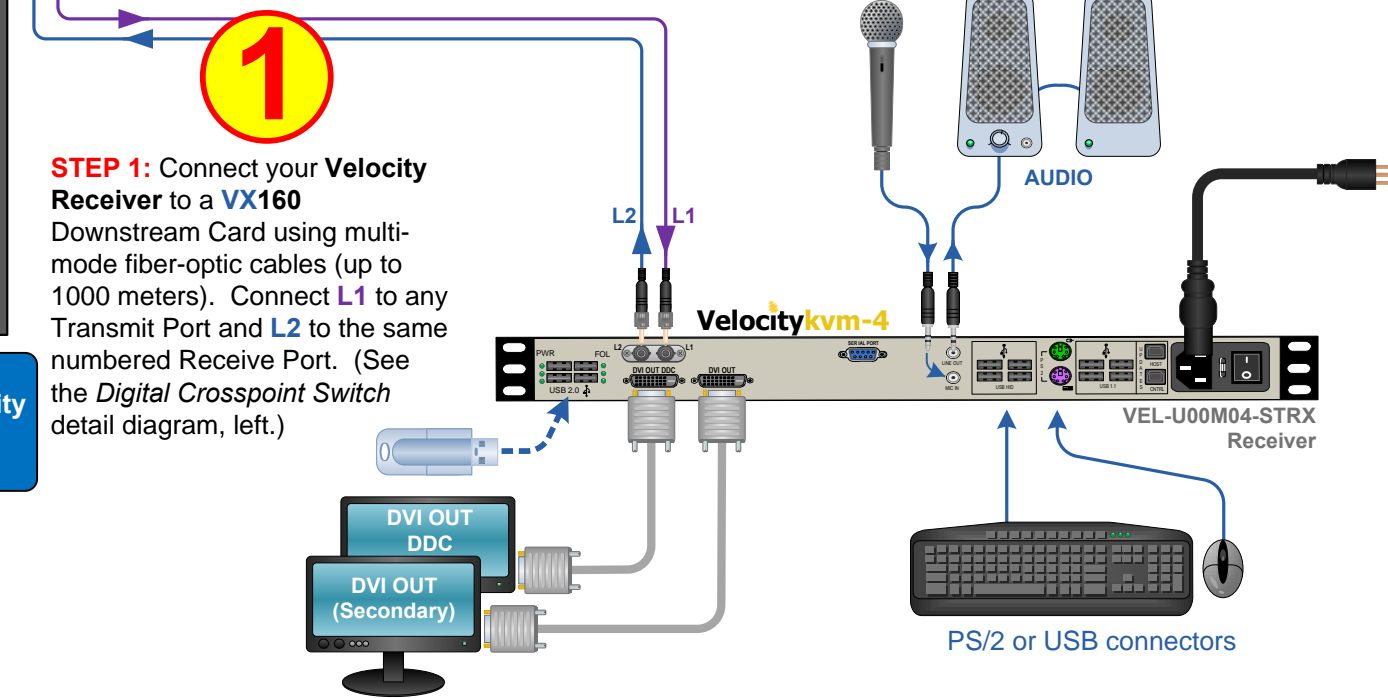 1
STEP 1: Connect your Velocity
Receiver to a VX160
Downstream Card using multi-
mode fiber-optic cables (up to
1000 meters). Connect L1 to any
Transmit Port and L2 to the same
numbered Receive Port. (See
the Digital Crosspoint Switch
detail diagram, left.)
L2 L1
AUDIO
Velocitykvm-4
PWR FOL
USB 2.0
L2 L1
DVI OUT DDC DVI OUT
SERIAL PORT
LINE OUT
MIC IN
USB HID
PS2
USB 1.1
UPDATES
HOST
CNTRL
VEL-U00M04-STRX
Receiver
DVI OUT
DDC
DVI OUT
(Secondary)
PS/2 or USB connectors